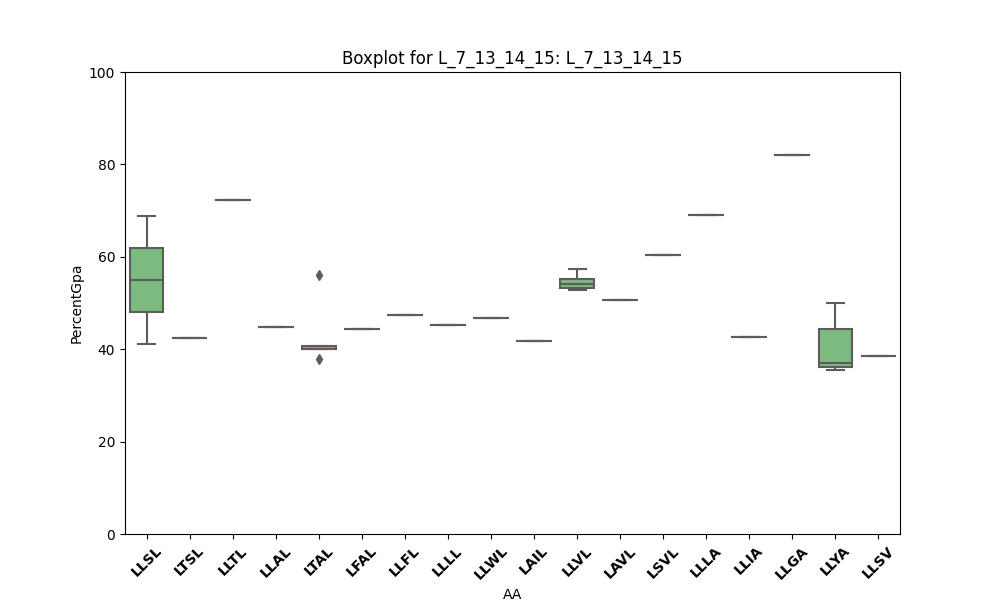 Boxplot for L_7_13_14_15: L_7_13_14_15
100
80
60
40
20
0
PercentGpa
LLSL LTSL LLTL LLAL LTAL LFAL LLFL LLLL LLWL LAIL LLVL LAVL LSVL LLLA LLIA LLGA LLYA LLSV
AA